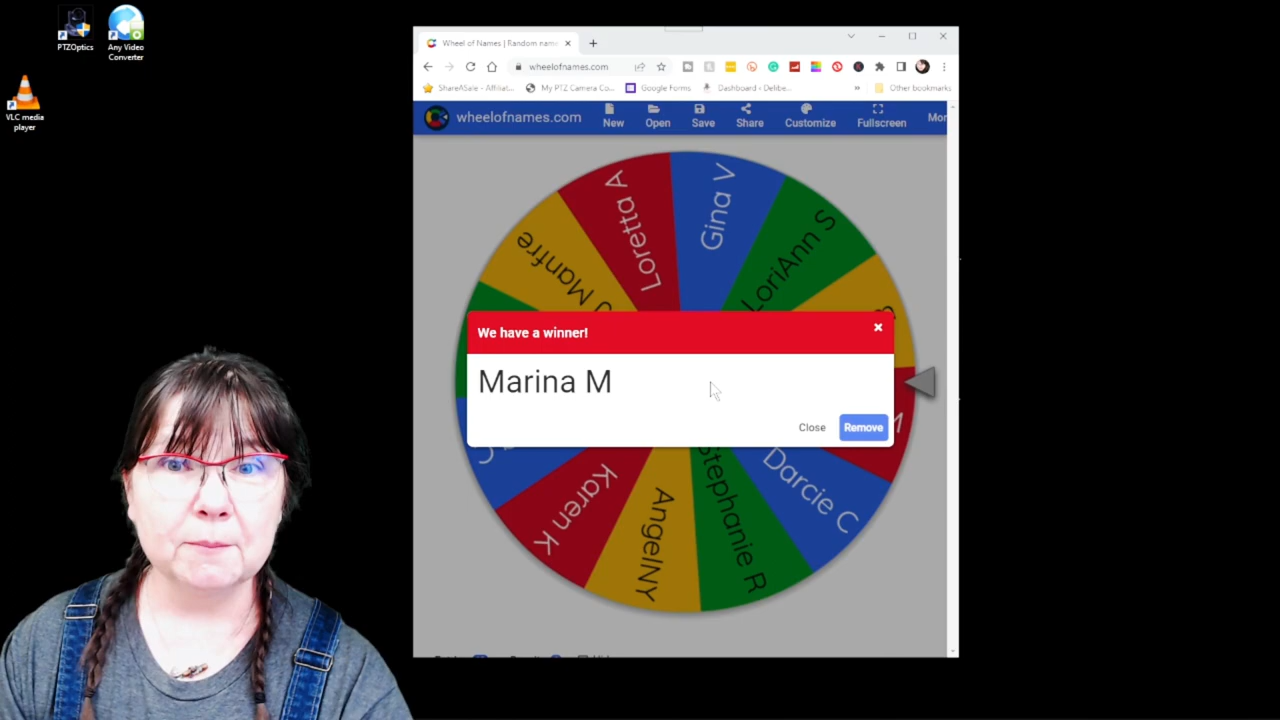 PTZOptics
Any Video
Converter
VLC media
player
Wheel of Names | Random name
wheelofnames.com
ShareASale - Affiliat...
My PTZ Camera Co...
Google Forms
Dashboard ‹ Delibe...
»
Other bookmarks
wheelofnames.com
New
Open
Save
Share
Customize
Fullscreen
Mor
Loretta A
Gina V
LoriAnn S
J Manfre
We have a winner!
Marina M
Close
Remove
Karen K
AngelNY
Stephanie R
Darcie C